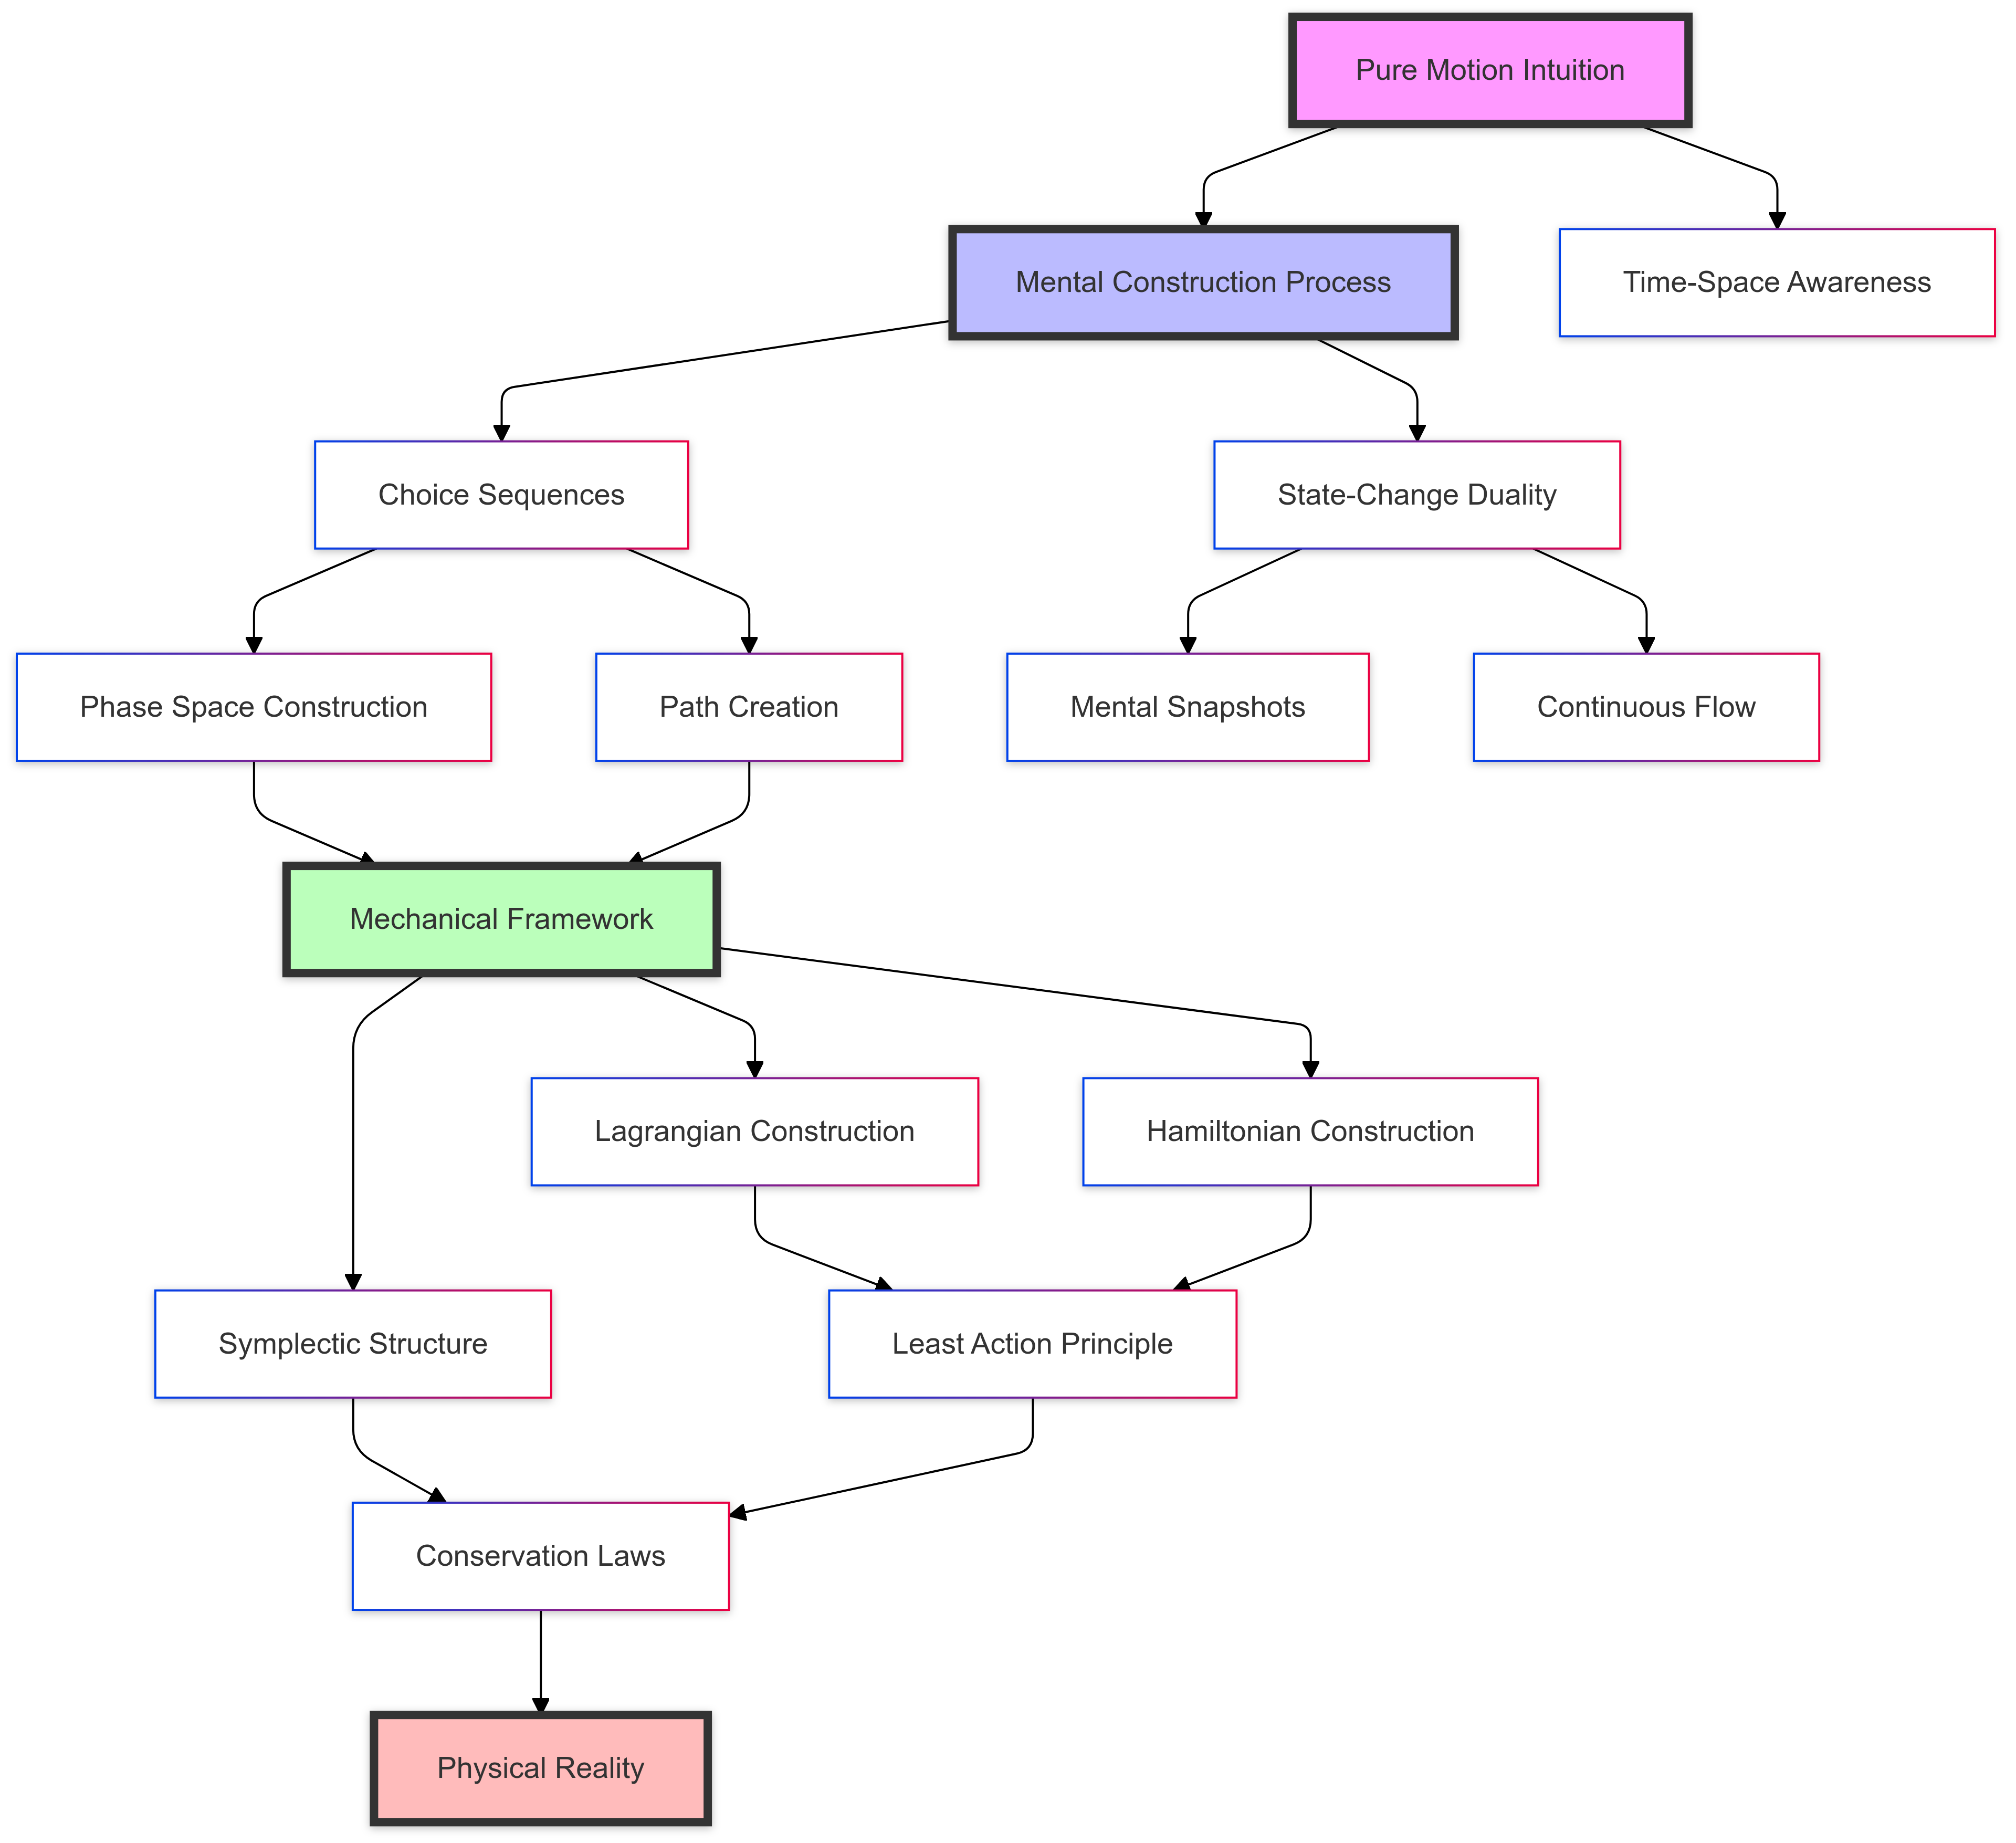 Pure Motion Intuition
Mental Construction Process
Time-Space Awareness
Choice Sequences
State-Change Duality
Phase Space Construction
Path Creation
Mental Snapshots
Continuous Flow
Mechanical Framework
Lagrangian Construction
Hamiltonian Construction
Symplectic Structure
Least Action Principle
Conservation Laws
Physical Reality